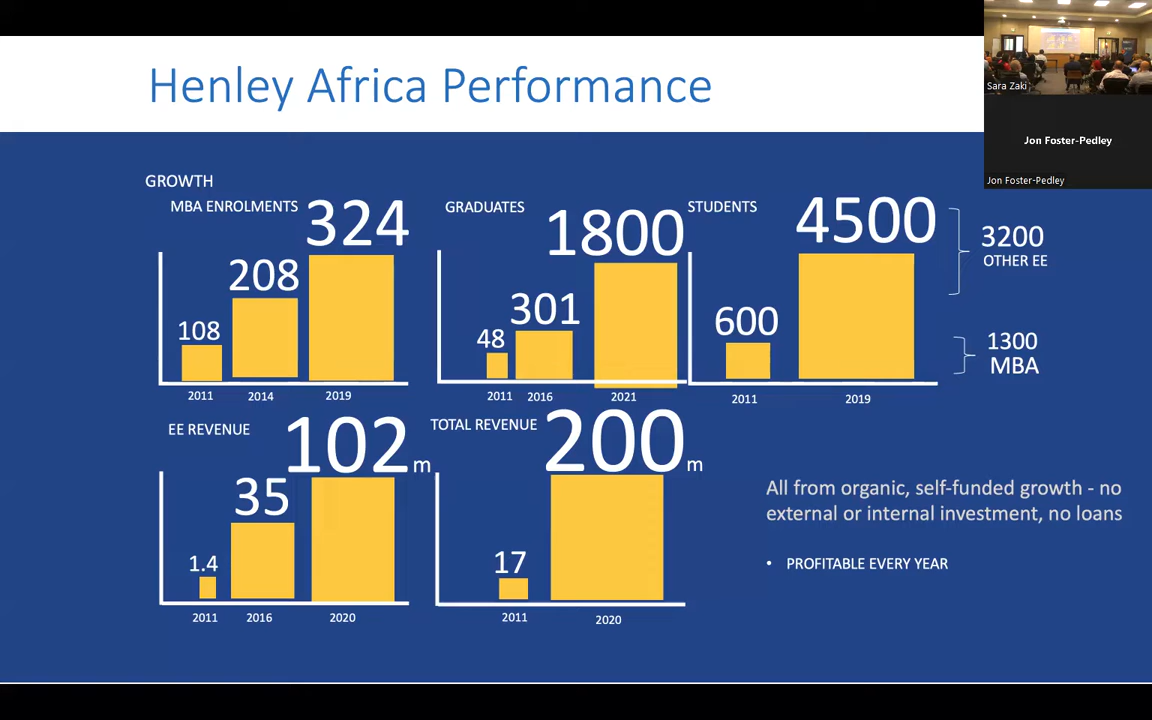 Henley Africa Performance
Sara Zaki
Jon Foster-Pedley
Jon Foster-Pedley
GROWTH
MBA ENROLMENTS
324
208
108
2011
2014
2019
GRADUATES
1800
301
48
2011
2016
2021
STUDENTS
4500
600
2011
2019
3200
OTHER EE
1300
MBA
EE REVENUE
102 m
35
1.4
2011
2016
2020
TOTAL REVENUE
200 m
17
2011
2020
All from organic, self-funded growth - no
external or internal investment, no loans
• PROFITABLE EVERY YEAR